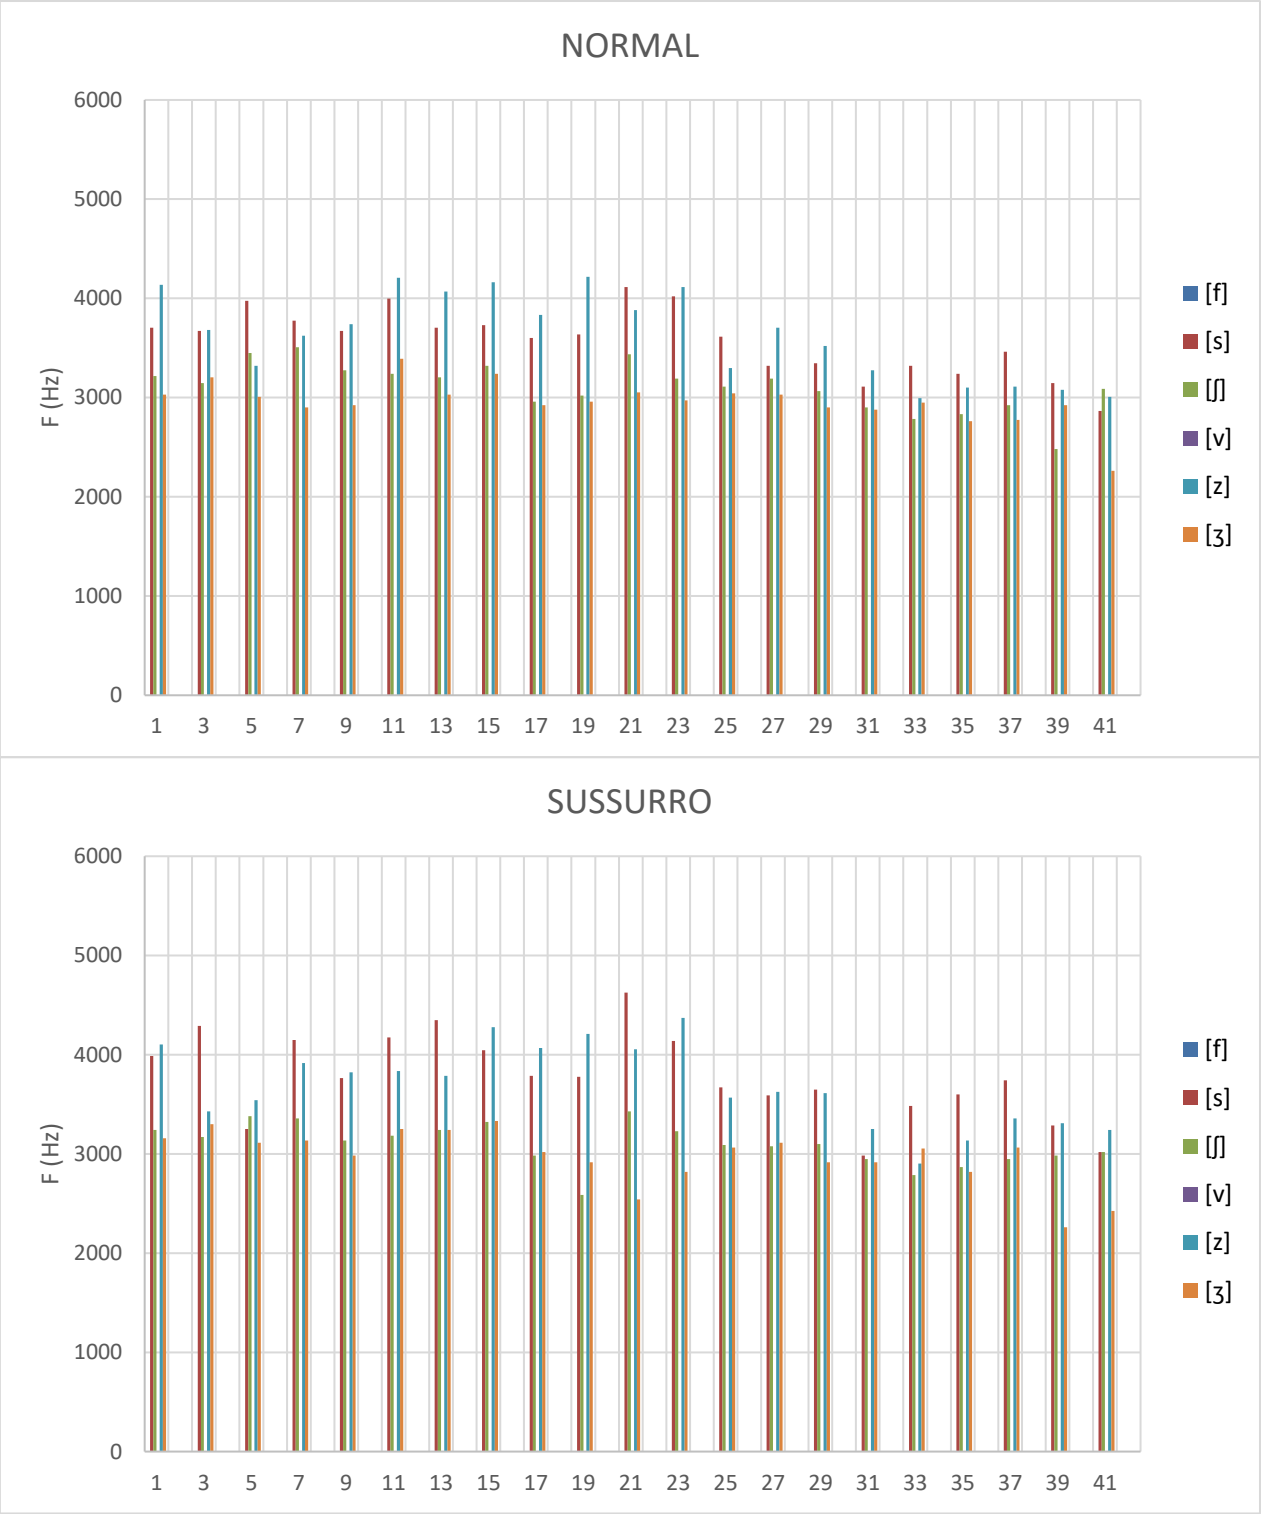 NORMAL
6000
5000
4000
3000
2000
1000
0
F (Hz)
1 3 5 7 9 11 13 15 17 19 21 23 25 27 29 31 33 35 37 39 41
[f]
[s]
[ʃ]
[v]
[z]
[ʒ]
SUSSURRO
6000
5000
4000
3000
2000
1000
0
F (Hz)
1 3 5 7 9 11 13 15 17 19 21 23 25 27 29 31 33 35 37 39 41
[f]
[s]
[ʃ]
[v]
[z]
[ʒ]